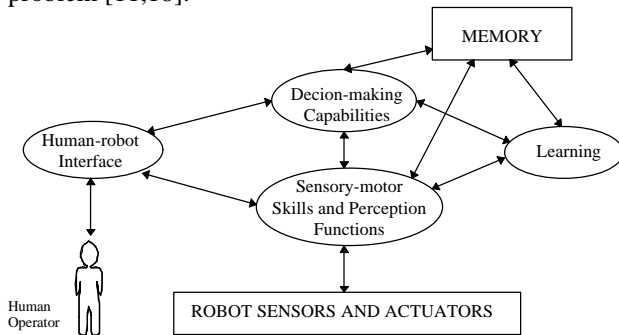 problem [11,16].
MEMORY
Decion-making
Capabilities
Human-robot
Interface
Learning
Sensory-motor
Skills and Perception
Functions
Human
Operator
ROBOT SENSORS AND ACTUATORS